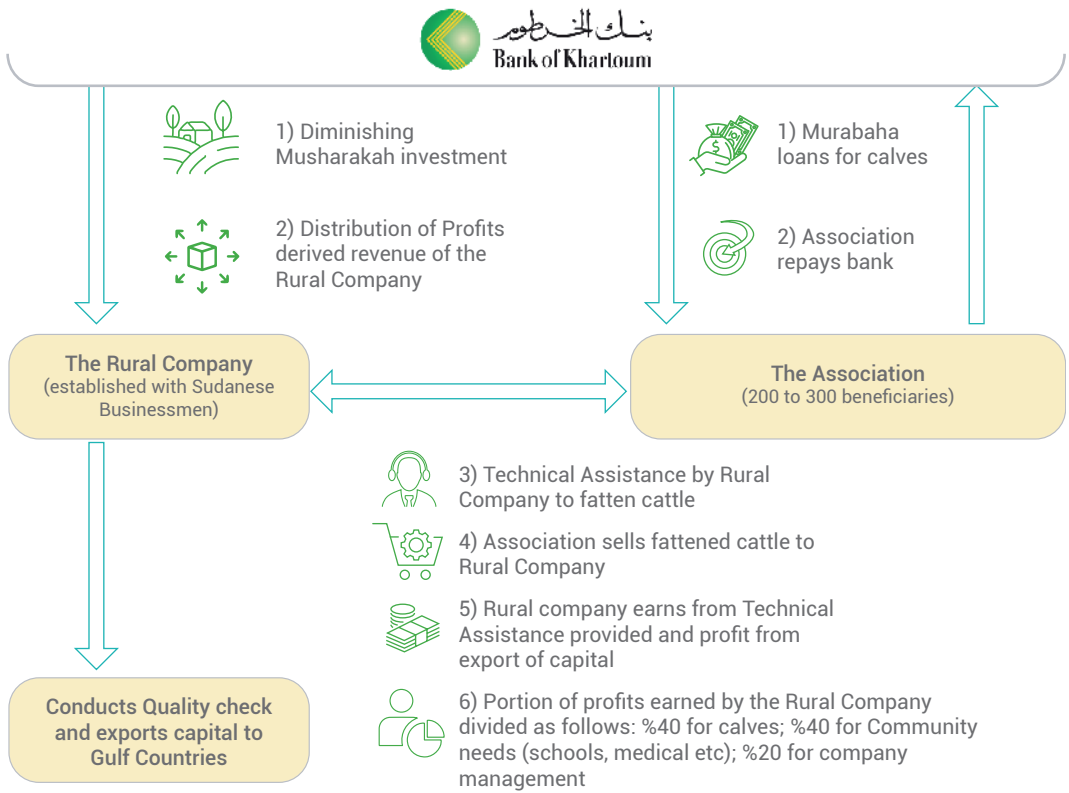 بنك الخرطوم
Bank of Khartoum
1) Diminishing
Musharakah investment
2) Distribution of Profits
derived revenue of the
Rural Company
1) Murabaha
loans for calves
2) Association
repays bank
The Rural Company
(established with Sudanese
Businessmen)
The Association
(200 to 300 beneficiaries)
3) Technical Assistance by Rural
Company to fatten cattle
4) Association sells fattened cattle to
Rural Company
5) Rural company earns from Technical
Assistance provided and profit from
export of capital
6) Portion of profits earned by the Rural Company
divided as follows: %40 for calves; %40 for Community
needs (schools, medical etc); %20 for company
management
Conducts Quality check
and exports capital to
Gulf Countries